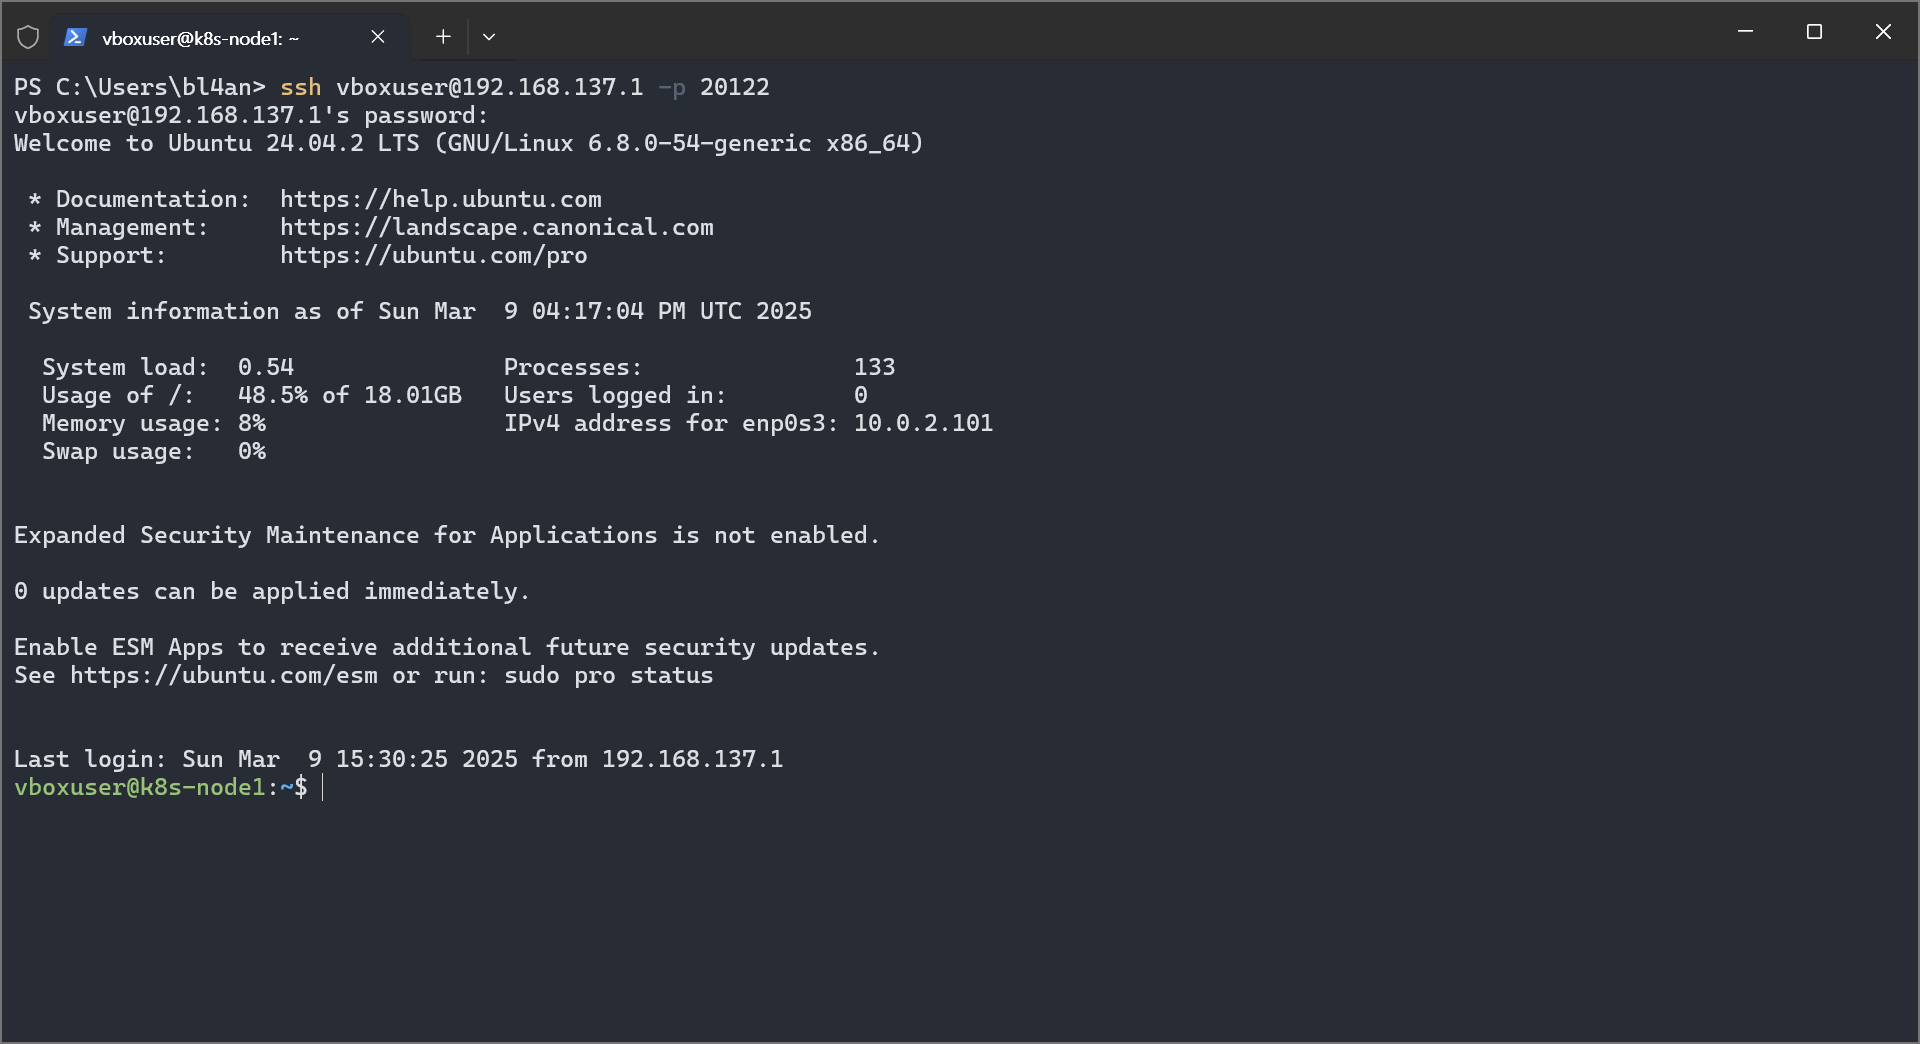 vboxuser@k8s-node1: ~
PS C:\Users\bl4an> ssh vboxuser@192.168.137.1 -p 20122
vboxuser@192.168.137.1's password:
Welcome to Ubuntu 24.04.2 LTS (GNU/Linux 6.8.0-54-generic x86_64)

 * Documentation:  https://help.ubuntu.com
 * Management:     https://landscape.canonical.com
 * Support:        https://ubuntu.com/pro

 System information as of Sun Mar  9 04:17:04 PM UTC 2025

  System load:  0.54               Processes:               133
  Usage of /:   48.5% of 18.01GB   Users logged in:         0
  Memory usage: 8%                 IPv4 address for enp0s3: 10.0.2.101
  Swap usage:   0%

Expanded Security Maintenance for Applications is not enabled.

0 updates can be applied immediately.

Enable ESM Apps to receive additional future security updates.
See https://ubuntu.com/esm or run: sudo pro status

Last login: Sun Mar  9 15:30:25 2025 from 192.168.137.1
vboxuser@k8s-node1:~$